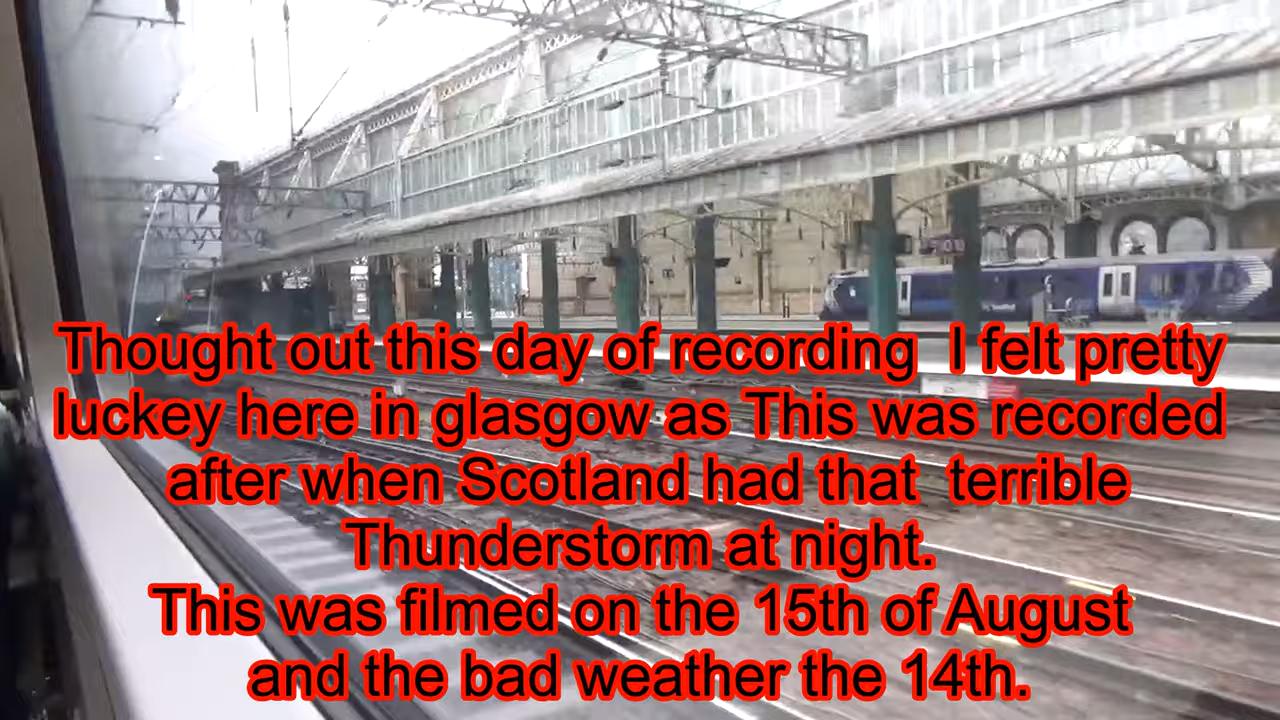 Thought out this day of recording  I felt pretty
luckey here in glasgow as This was recorded
after when Scotland had that  terrible
Thunderstorm at night.
This was filmed on the 15th of August
and the bad weather the 14th.